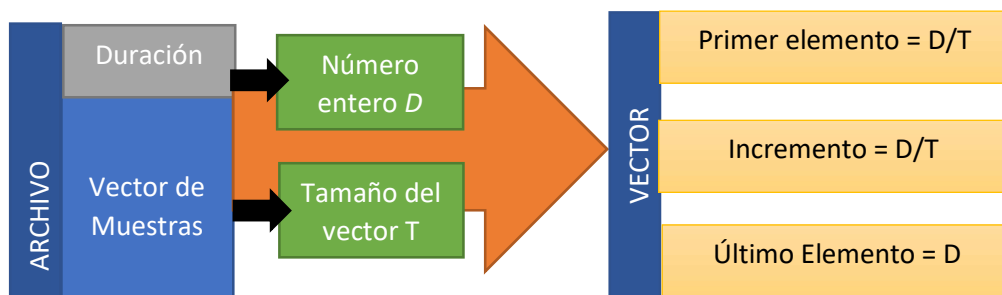 ARCHIVO
Duración
Vector de
Muestras
Número
entero D
Tamaño del
vector T
VECTOR
Primer elemento = D/T
Incremento = D/T
Último Elemento = D